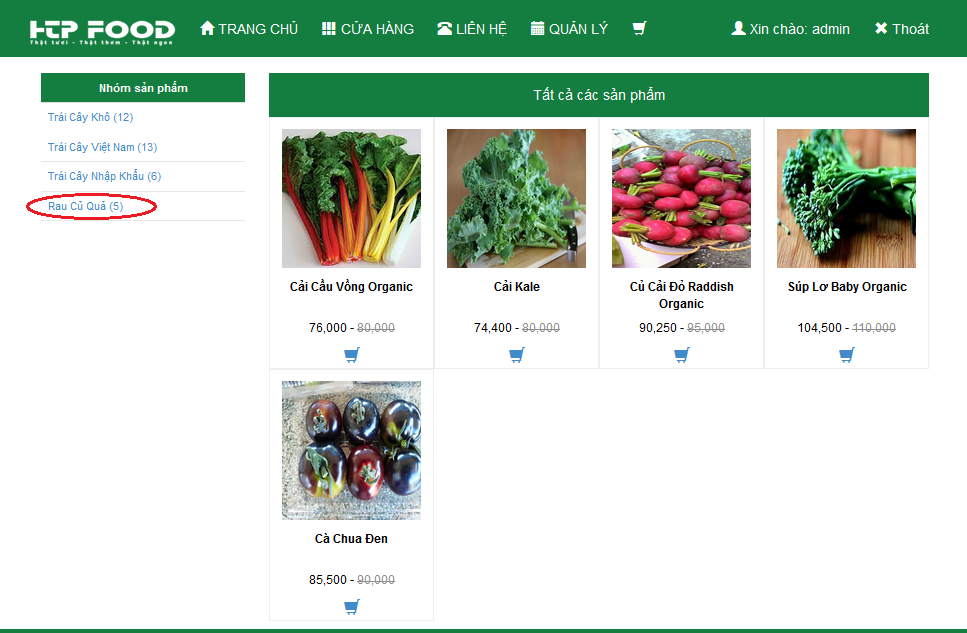 HTP FOOD
Thật tươi - Thật thơm - Thật ngon
TRANG CHỦ
CỬA HÀNG
LIÊN HỆ
QUẢN LÝ
Xin chào: admin
Thoát
Nhóm sản phẩm
Trái Cây Khô (12)
Trái Cây Việt Nam (13)
Trái Cây Nhập Khẩu (6)
Rau Củ Quả (5)
Tất cả các sản phẩm
Cải Cầu Vồng Organic
76,000 - 80,000
Cải Kale
74,400 - 80,000
Củ Cải Đỏ Raddish
Organic
90,250 - 95,000
Súp Lơ Baby Organic
104,500 - 110,000
Cà Chua Đen
85,500 - 90,000